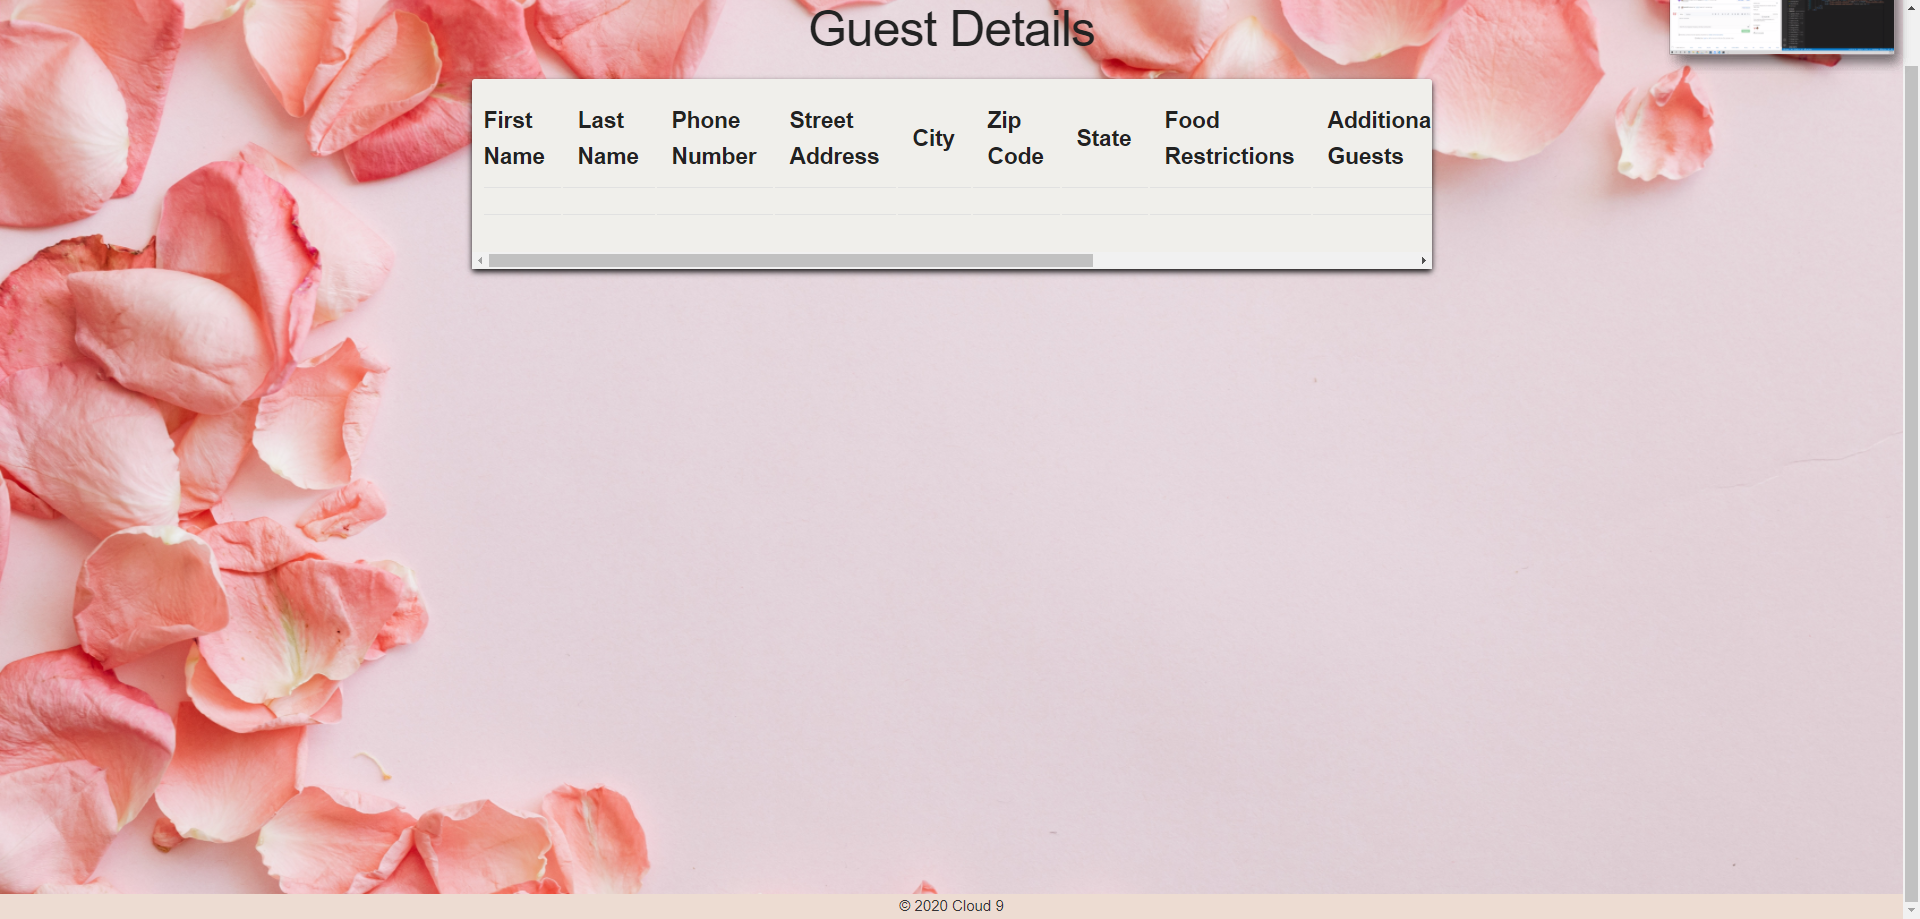 Guest Details
First Name
Last Name
Phone Number
Street Address
City
Zip Code
State
Food Restrictions
Additiona
Guests
© 2020 Cloud 9